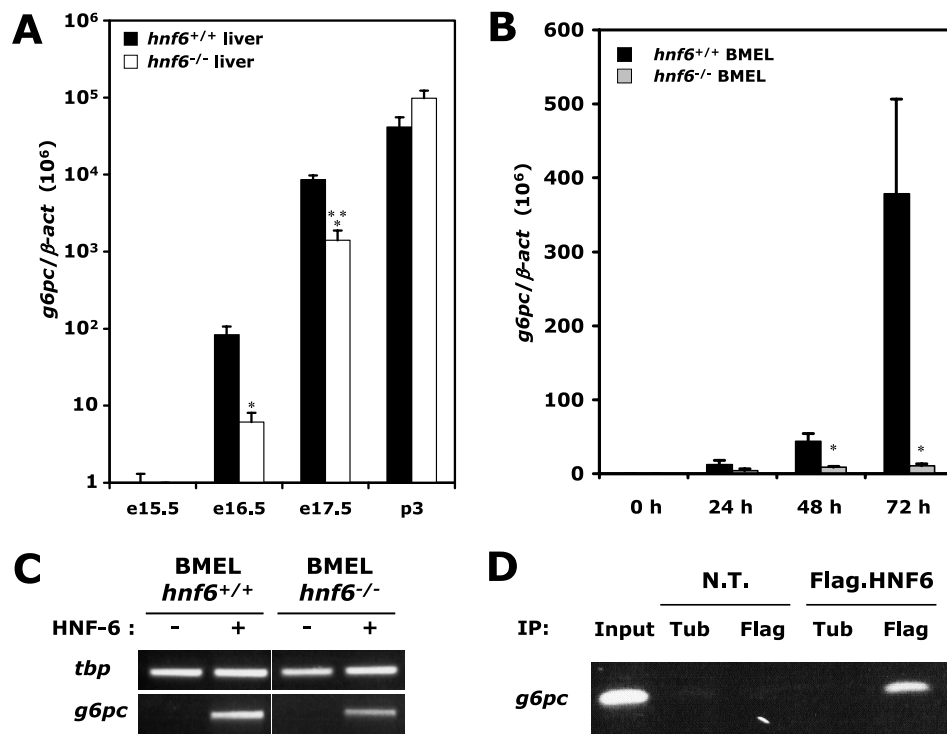 A
g6pc/β-act (10⁶)
10⁶
10⁵
10⁴
10³
10²
10
1
hnf6⁺/⁺ liver
hnf6⁻/⁻ liver
*
* *
*
e15.5 e16.5 e17.5 p3
B
g6pc/β-act (10⁶)
600
500
400
300
200
100
0
hnf6⁺/⁺ BMEL
hnf6⁻/⁻ BMEL
* *
0 h 24 h 48 h 72 h
C
BMEL BMEL
hnf6⁺/⁺ hnf6⁻/⁻
HNF-6 : - + - +
tbp
g6pc
D
N.T. Flag.HNF6
IP: Input Tub Flag Tub Flag
g6pc